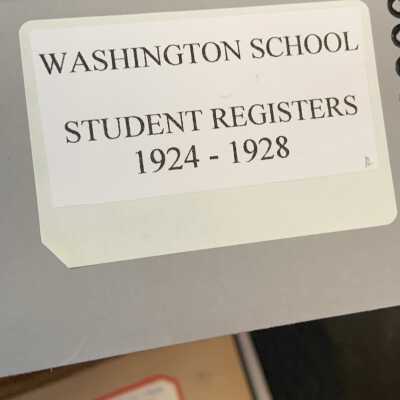 WASHINGTON SCHOOL
STUDENT REGISTERS
1924 - 1928